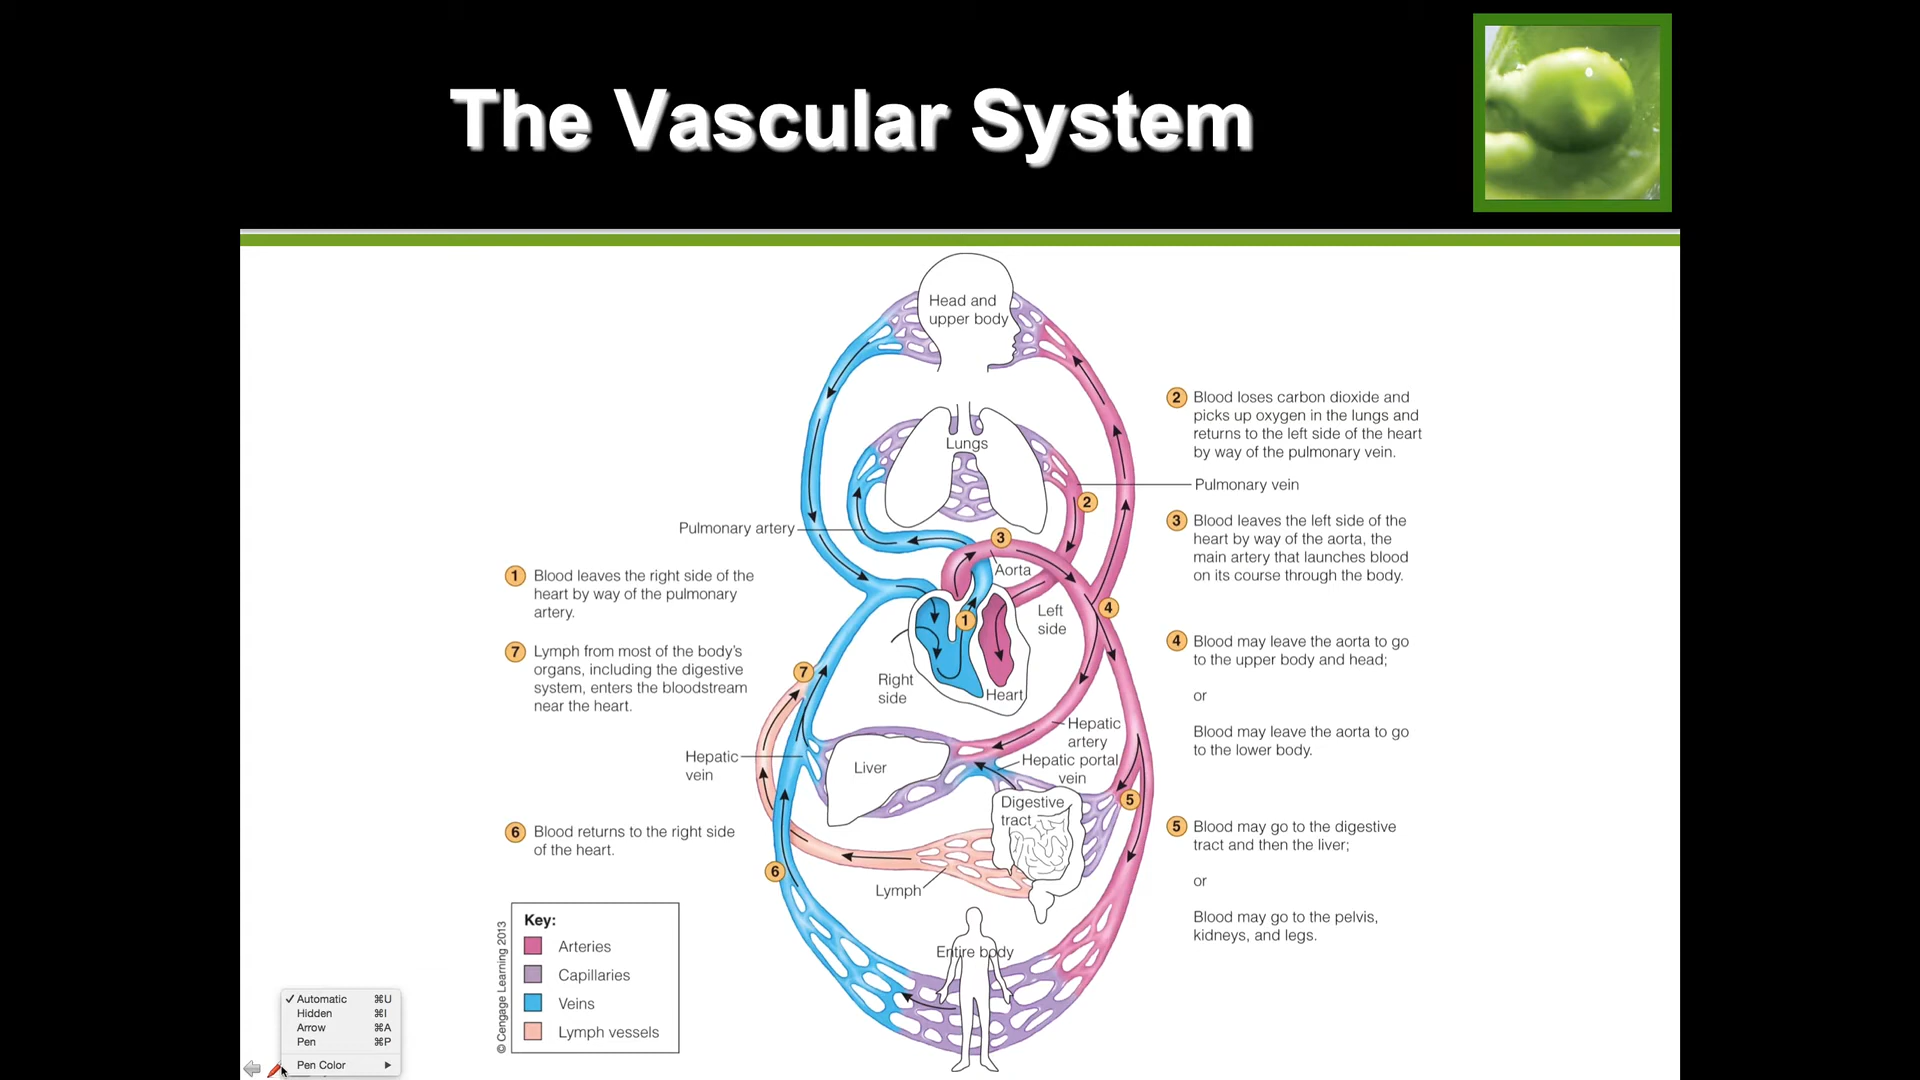 The Vascular System
Head and
upper body
Lungs
2 Blood loses carbon dioxide and
picks up oxygen in the lungs and
returns to the left side of the heart
by way of the pulmonary vein.
Pulmonary vein
2
Pulmonary artery
3
3 Blood leaves the left side of the
heart by way of the aorta, the
main artery that launches blood
on its course through the body.
Aorta
1 Blood leaves the right side of the
heart by way of the pulmonary
artery.
1
Left
side
4
4 Blood may leave the aorta to go
to the upper body and head;
or
Blood may leave the aorta to go
to the lower body.
7 Lymph from most of the body's
organs, including the digestive
system, enters the bloodstream
near the heart.
7
Right
side
Heart
Hepatic
artery
Hepatic portal
vein
Hepatic
vein
Liver
Digestive
tract
5
5 Blood may go to the digestive
tract and then the liver;
or
Blood may go to the pelvis,
kidneys, and legs.
6 Blood returns to the right side
of the heart.
6
Lymph
Entire body
© Cengage Learning 2013
Key:
Arteries
Capillaries
Veins
Lymph vessels
✓ Automatic ⌘U
Hidden ⌘I
Arrow ⌘A
Pen ⌘P
Pen Color